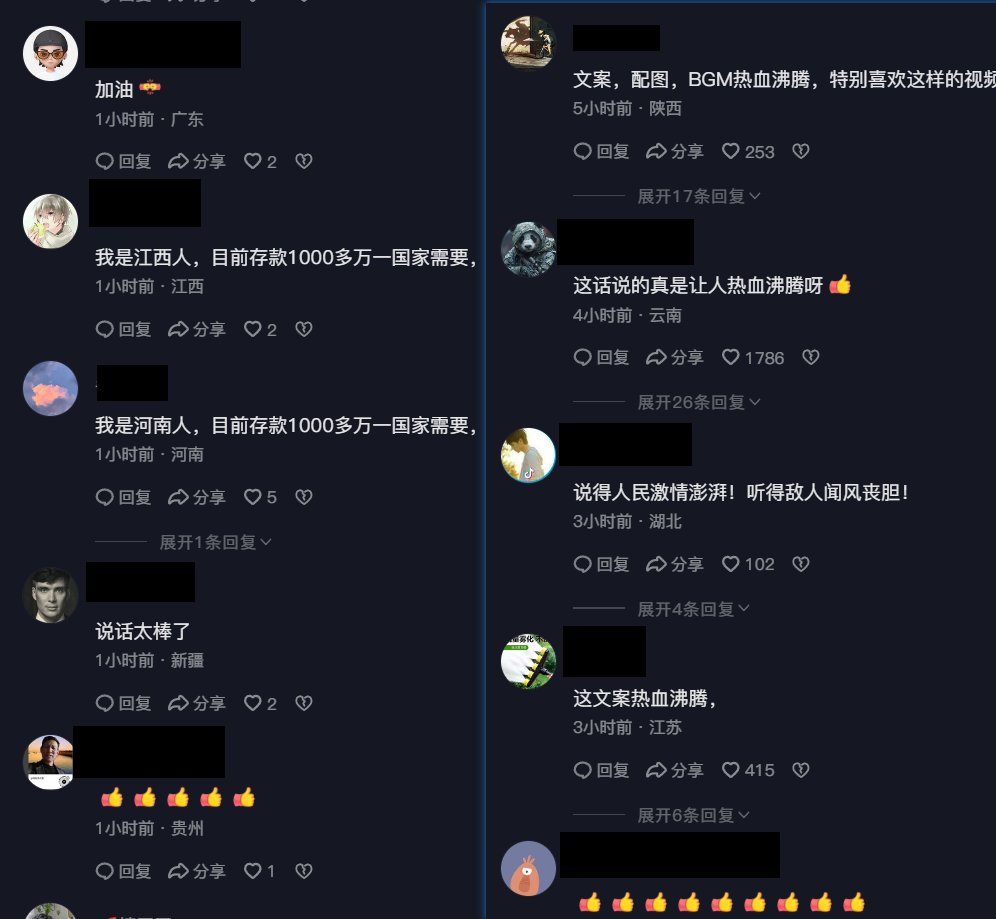 加油
1小时前 · 广东
回复 分享 2
我是江西人，目前存款1000多万一国家需要，
1小时前 · 江西
回复 分享 2
我是河南人，目前存款1000多万一国家需要，
1小时前 · 河南
回复 分享 5
展开1条回复
说话太棒了
1小时前 · 新疆
回复 分享 2
1小时前 · 贵州
回复 分享 1
文案，配图，BGM热血沸腾，特别喜欢这样的视频
5小时前 · 陕西
回复 分享 253
展开17条回复
这话说的真是让人热血沸腾呀
4小时前 · 云南
回复 分享 1786
展开26条回复
说得人民激情澎湃！听得敌人闻风丧胆！
3小时前 · 湖北
回复 分享 102
展开4条回复
这文案热血沸腾，
3小时前 · 江苏
回复 分享 415
展开6条回复